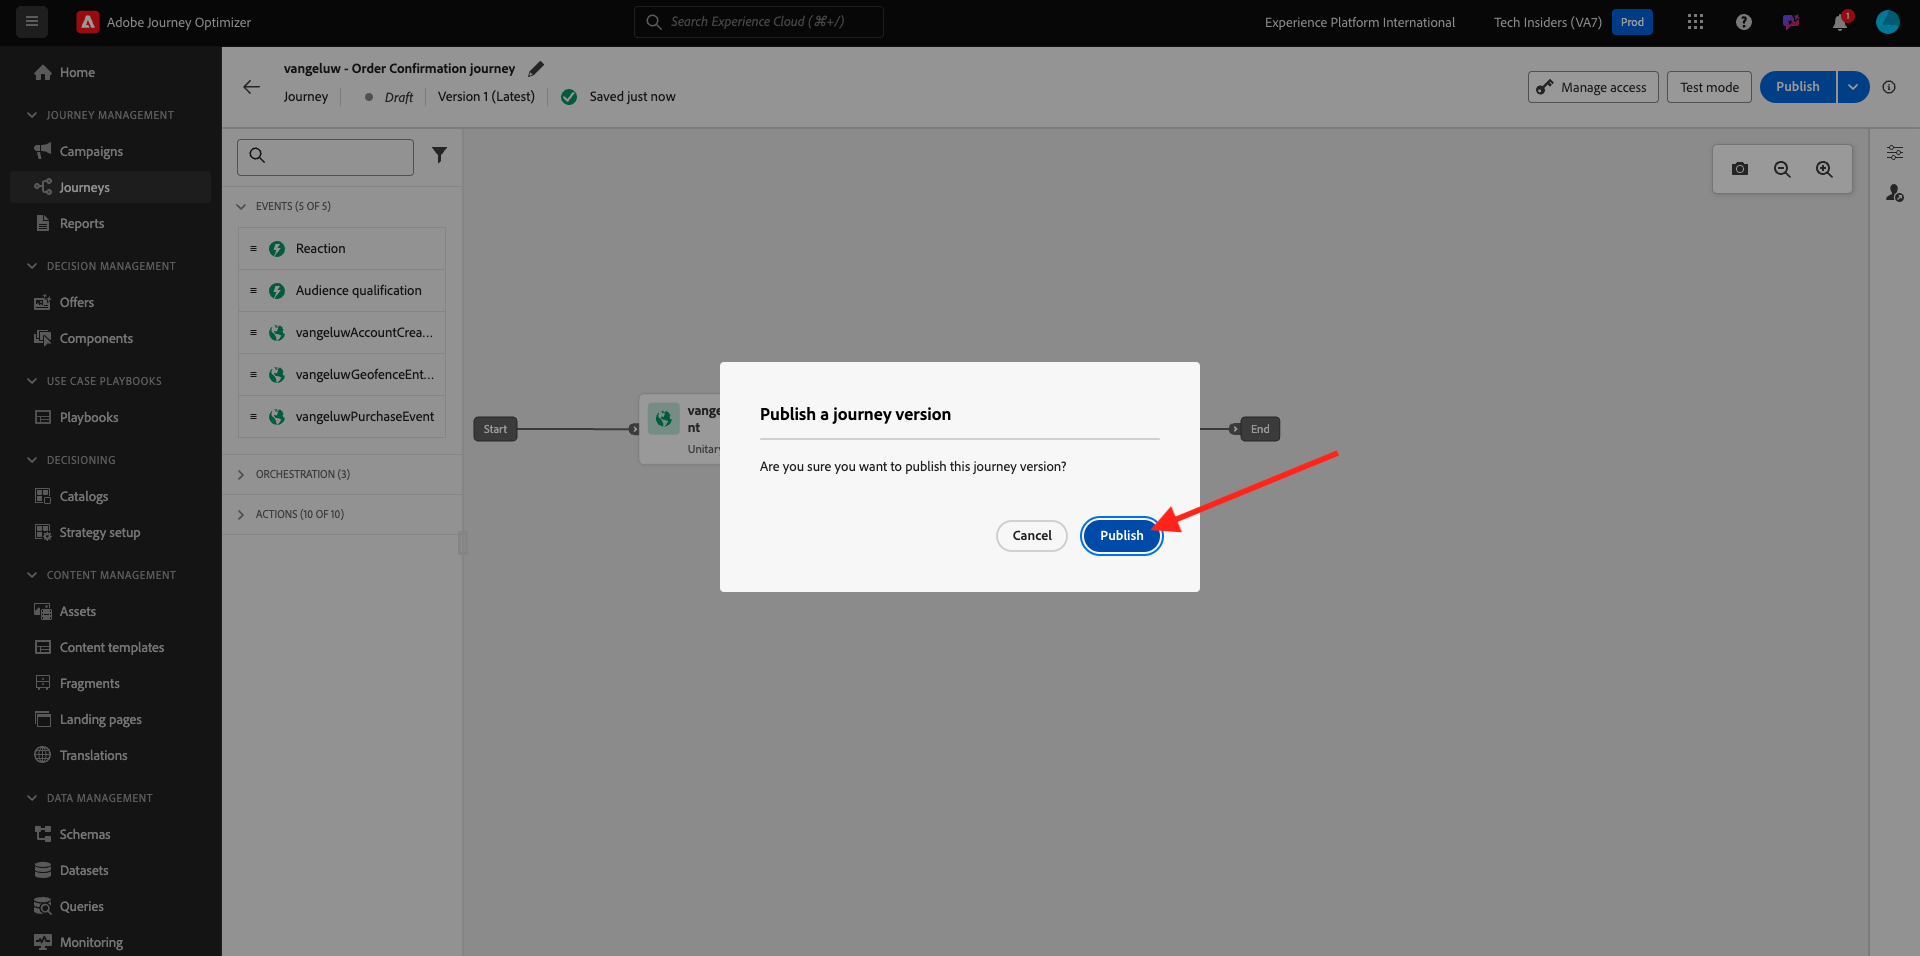 Adobe Journey Optimizer
Search Experience Cloud (⌘+/)
Experience Platform International
Tech Insiders (VA7)
Prod
1
Home
JOURNEY MANAGEMENT
Campaigns
Journeys
Reports
DECISION MANAGEMENT
Offers
Components
USE CASE PLAYBOOKS
Playbooks
DECISIONING
Catalogs
Strategy setup
CONTENT MANAGEMENT
Assets
Content templates
Fragments
Landing pages
Translations
DATA MANAGEMENT
Schemas
Datasets
Queries
Monitoring
vangeluw - Order Confirmation journey
Journey
Draft
Version 1 (Latest)
Saved just now
Manage access
Test mode
Publish
EVENTS (5 OF 5)
Reaction
Audience qualification
vangeluwAccountCrea...
vangeluwGeofenceEnt...
vangeluwPurchaseEvent
ORCHESTRATION (3)
ACTIONS (10 OF 10)
Start
vange
nt
Unitary
End
Publish a journey version
Are you sure you want to publish this journey version?
Cancel
Publish